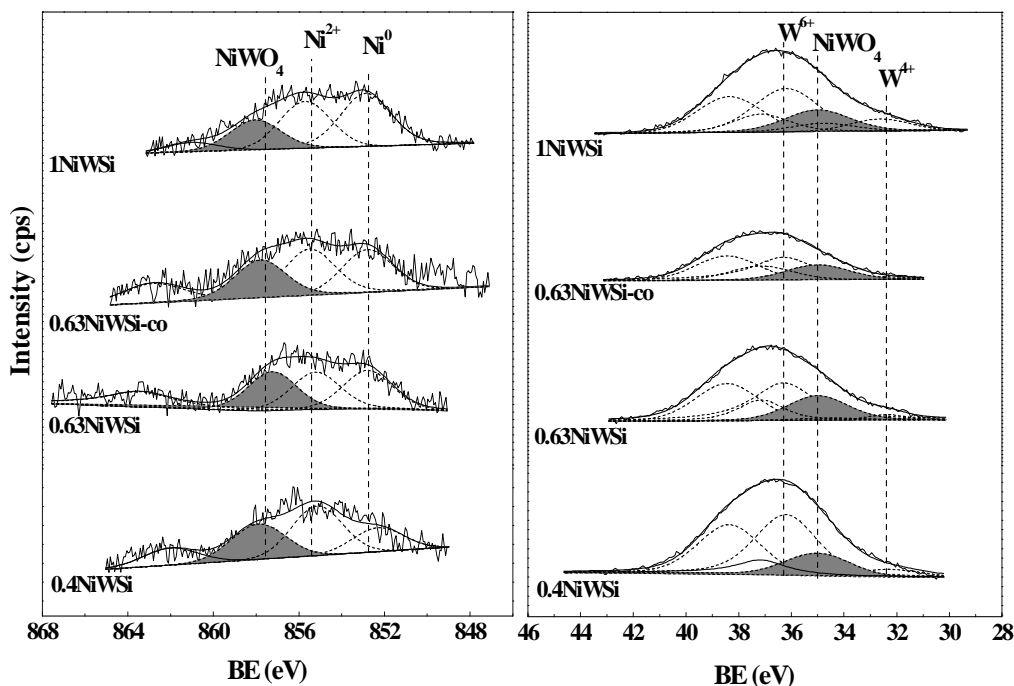 Intensity (cps)
NiWO₄
Ni²⁺
Ni⁰
1NiWSi
0.63NiWSi-co
0.63NiWSi
0.4NiWSi
868 864 860 856 852 848
BE (eV)
W⁶⁺
NiWO₄
W⁴⁺
1NiWSi
0.63NiWSi-co
0.63NiWSi
0.4NiWSi
46 44 42 40 38 36 34 32 30 28
BE (eV)